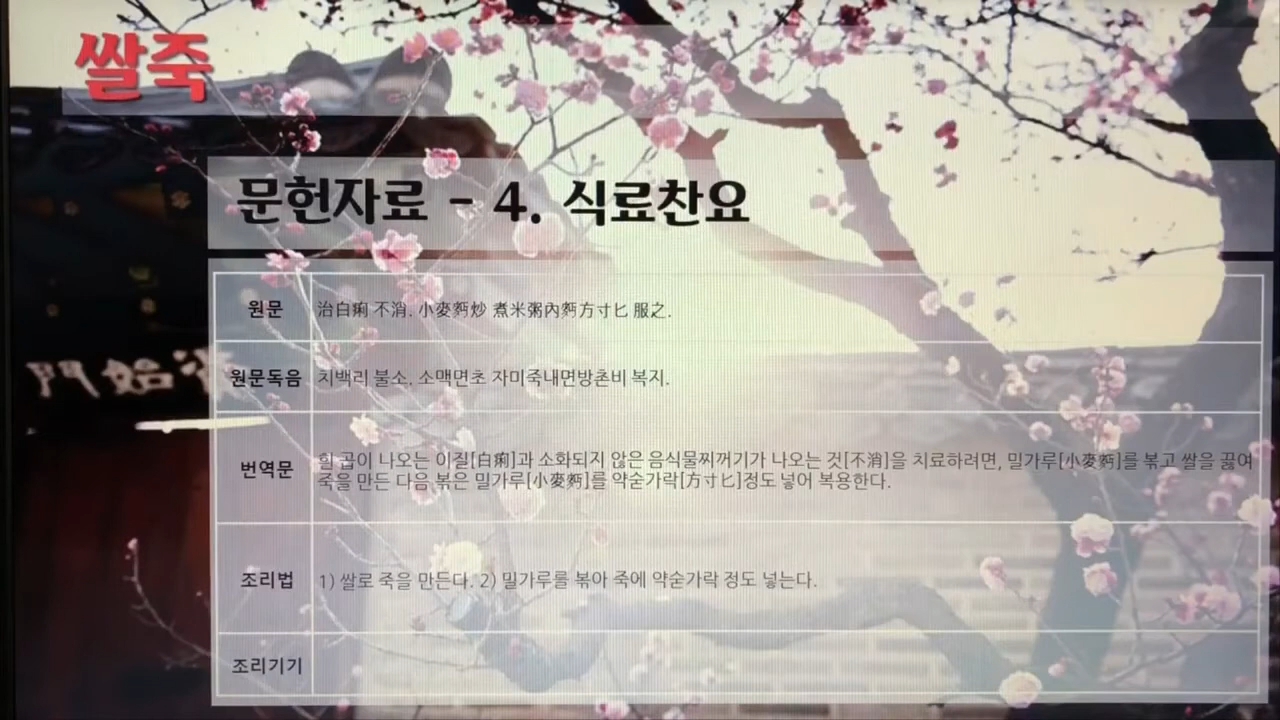 쌀죽
문헌자료 - 4. 식료찬요
원문 治白痢 不消. 小麥麪炒 煮米粥內麪方寸匕 服之.
원문독음 치백리 불소. 소맥면초 자미죽내면방촌비 복지.
번역문 흰 곱이 나오는 이질[白痢]과 소화되지 않은 음식물찌꺼기가 나오는 것[不消]을 치료하려면, 밀가루[小麥麪]를 볶고 쌀을 끓여
죽을 만든 다음 볶은 밀가루[小麥麪]를 약숟가락[方寸匕]정도 넣어 복용한다.
조리법 1) 쌀로 죽을 만든다. 2) 밀가루를 볶아 죽에 약숟가락 정도 넣는다.
조리기기